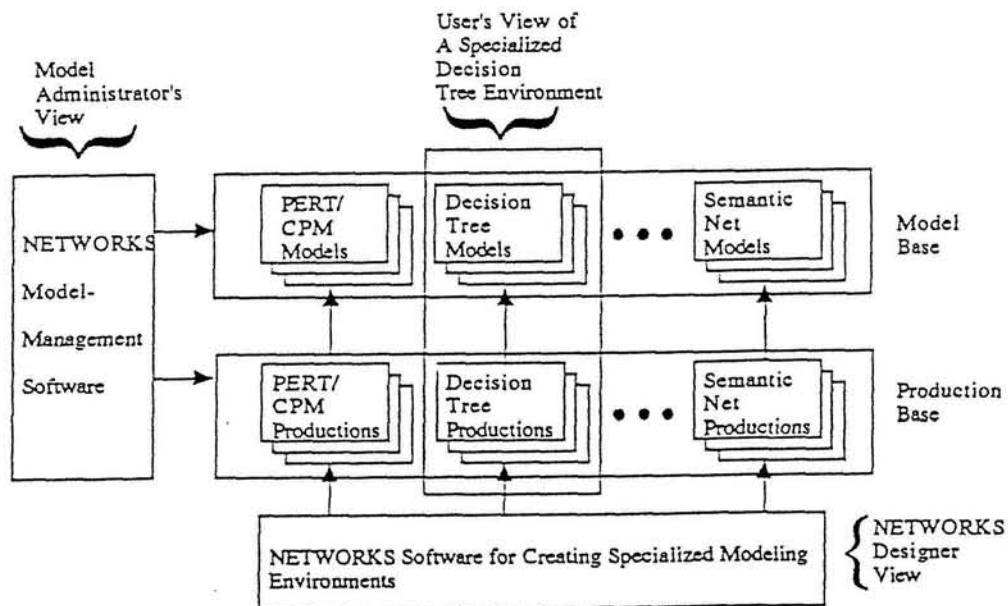 User's View of
A Specialized
Decision
Tree Environment
Model
Administrator's
View
NETWORKS
Model-
Management
Software
PERT/
CPM
Models
Decision
Tree
Models
Semantic
Net
Models
Model
Base
PERT/
CPM
Productions
Decision
Tree
Productions
Semantic
Net
Productions
Production
Base
NETWORKS Software for Creating Specialized Modeling
Environments
NETWORKS
Designer
View